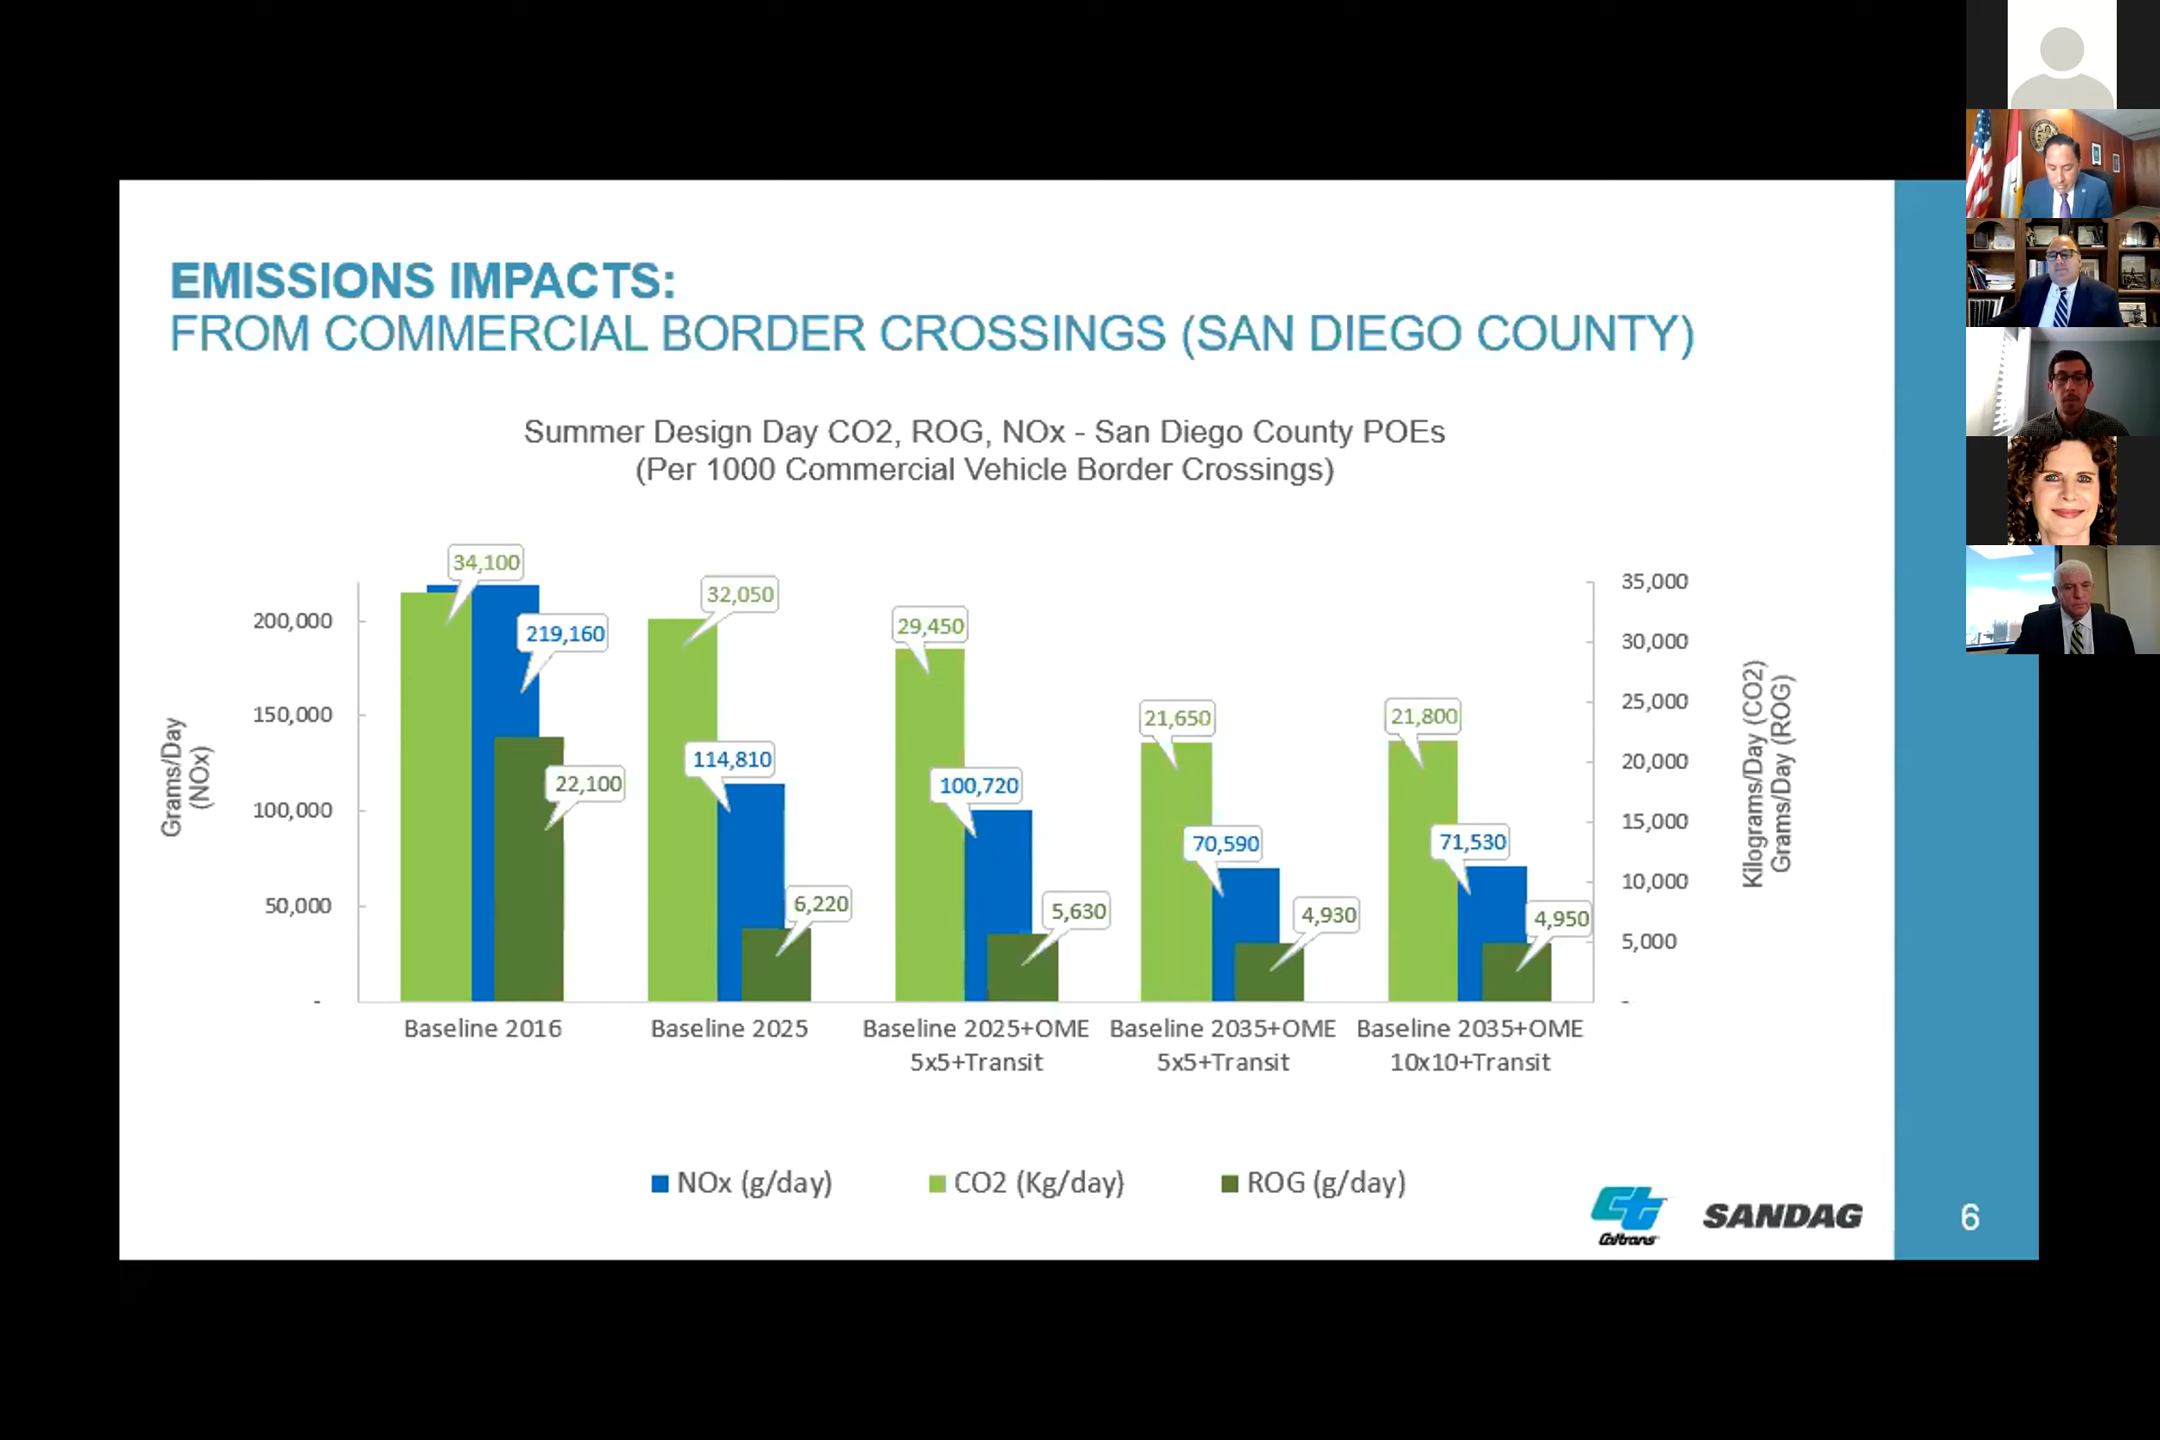 EMISSIONS IMPACTS:
FROM COMMERCIAL BORDER CROSSINGS (SAN DIEGO COUNTY)
Summer Design Day CO2, ROG, NOx - San Diego County POEs
(Per 1000 Commercial Vehicle Border Crossings)
Grams/Day
(NOx)
200,000
150,000
100,000
50,000
-
34,100
219,160
22,100
32,050
114,810
6,220
29,450
100,720
5,630
21,650
70,590
4,930
21,800
71,530
4,950
35,000
30,000
25,000
20,000
15,000
10,000
5,000
-
Kilograms/Day (CO2)
Grams/Day (ROG)
Baseline 2016
Baseline 2025
Baseline 2025+OME
5x5+Transit
Baseline 2035+OME
5x5+Transit
Baseline 2035+OME
10x10+Transit
NOx (g/day)
CO2 (Kg/day)
ROG (g/day)
Caltrans
SANDAG
6